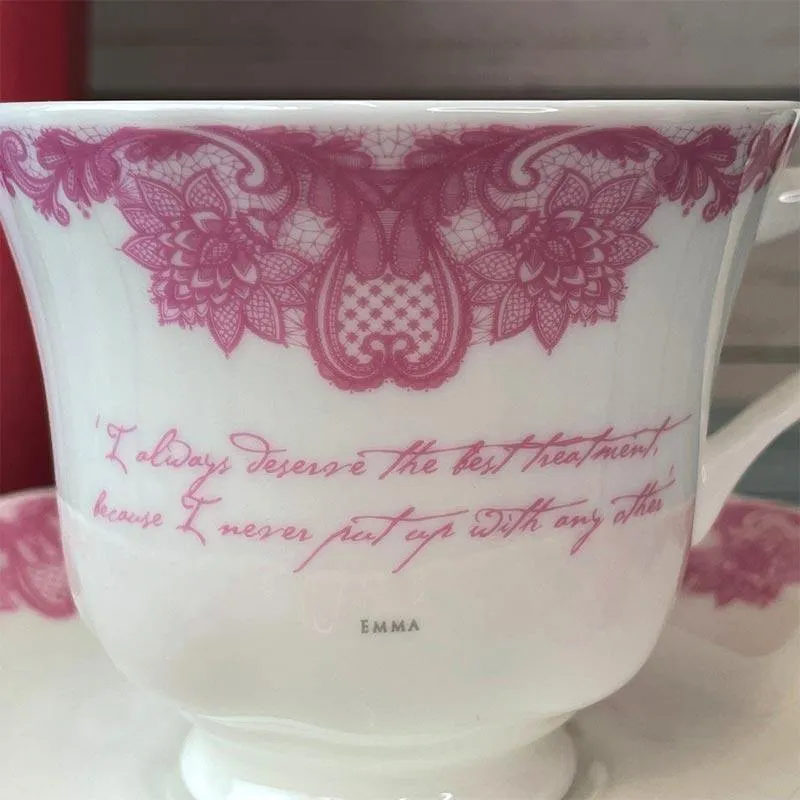 'I always deserve the best treatment,
because I never put up with any other'
EMMA